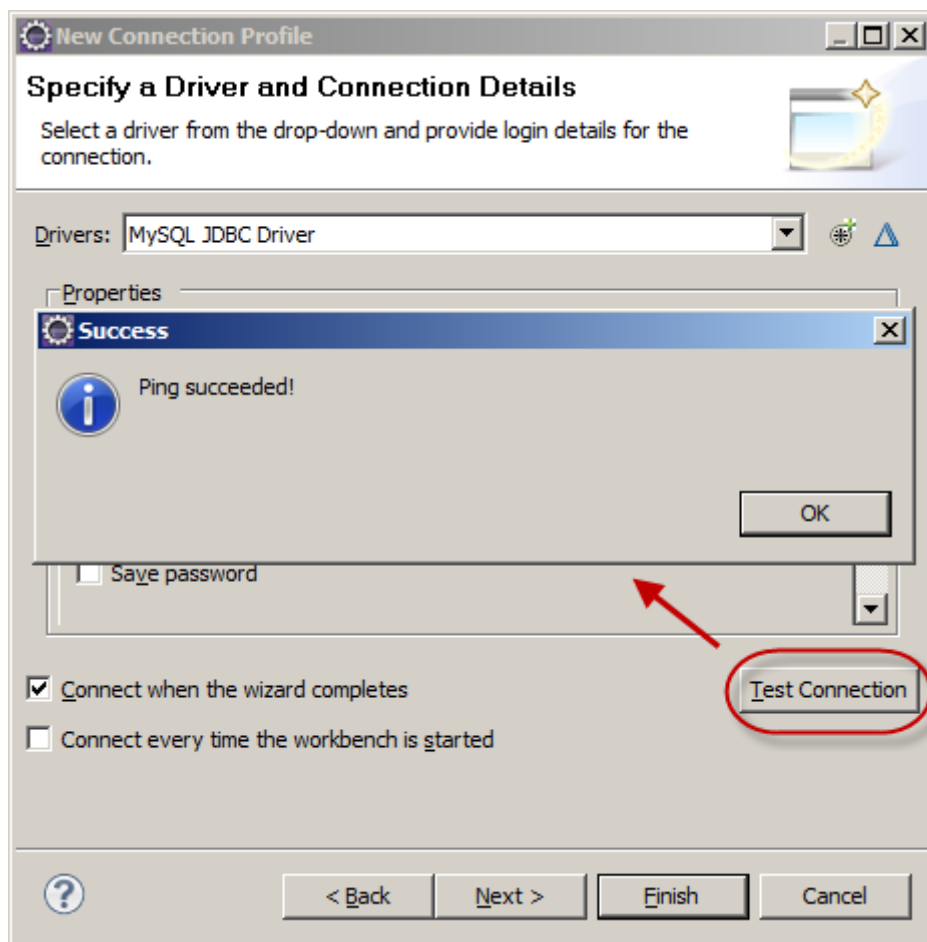 New Connection Profile
Specify a Driver and Connection Details
Select a driver from the drop-down and provide login details for the
connection.
Drivers: MySQL JDBC Driver
Properties
Success
Ping succeeded!
OK
Save password
Connect when the wizard completes
Test Connection
Connect every time the workbench is started
< Back Next > Finish Cancel